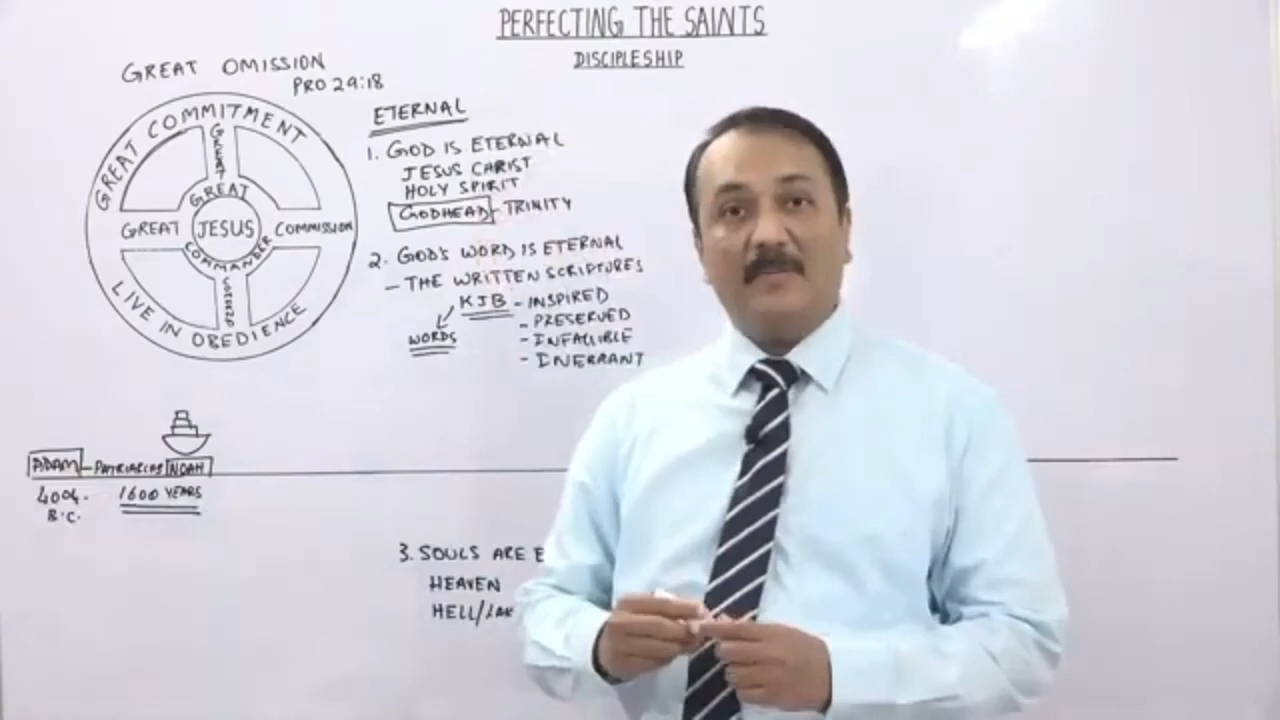 PERFECTING THE SAINTS
DISCIPLESHIP
GREAT OMISSION
PRO 29:18
GREAT COMMITMENT
GREAT
GREAT
GREAT JESUS COMMISSION
COMMANDER
LIVE IN OBEDIENCE
ETERNAL
1. GOD IS ETERNAL
JESUS CHRIST
HOLY SPIRIT
GODHEAD - TRINITY
2. GOD'S WORD IS ETERNAL
- THE WRITTEN SCRIPTURES
KJB - INSPIRED
WORDS
- PRESERVED
- INFALLIBLE
- INERRANT
ADAM - PATRIARCHS NOAH
4004 B.C.
1600 YEARS
3. SOULS ARE E
HEAVEN
HELL/LAK